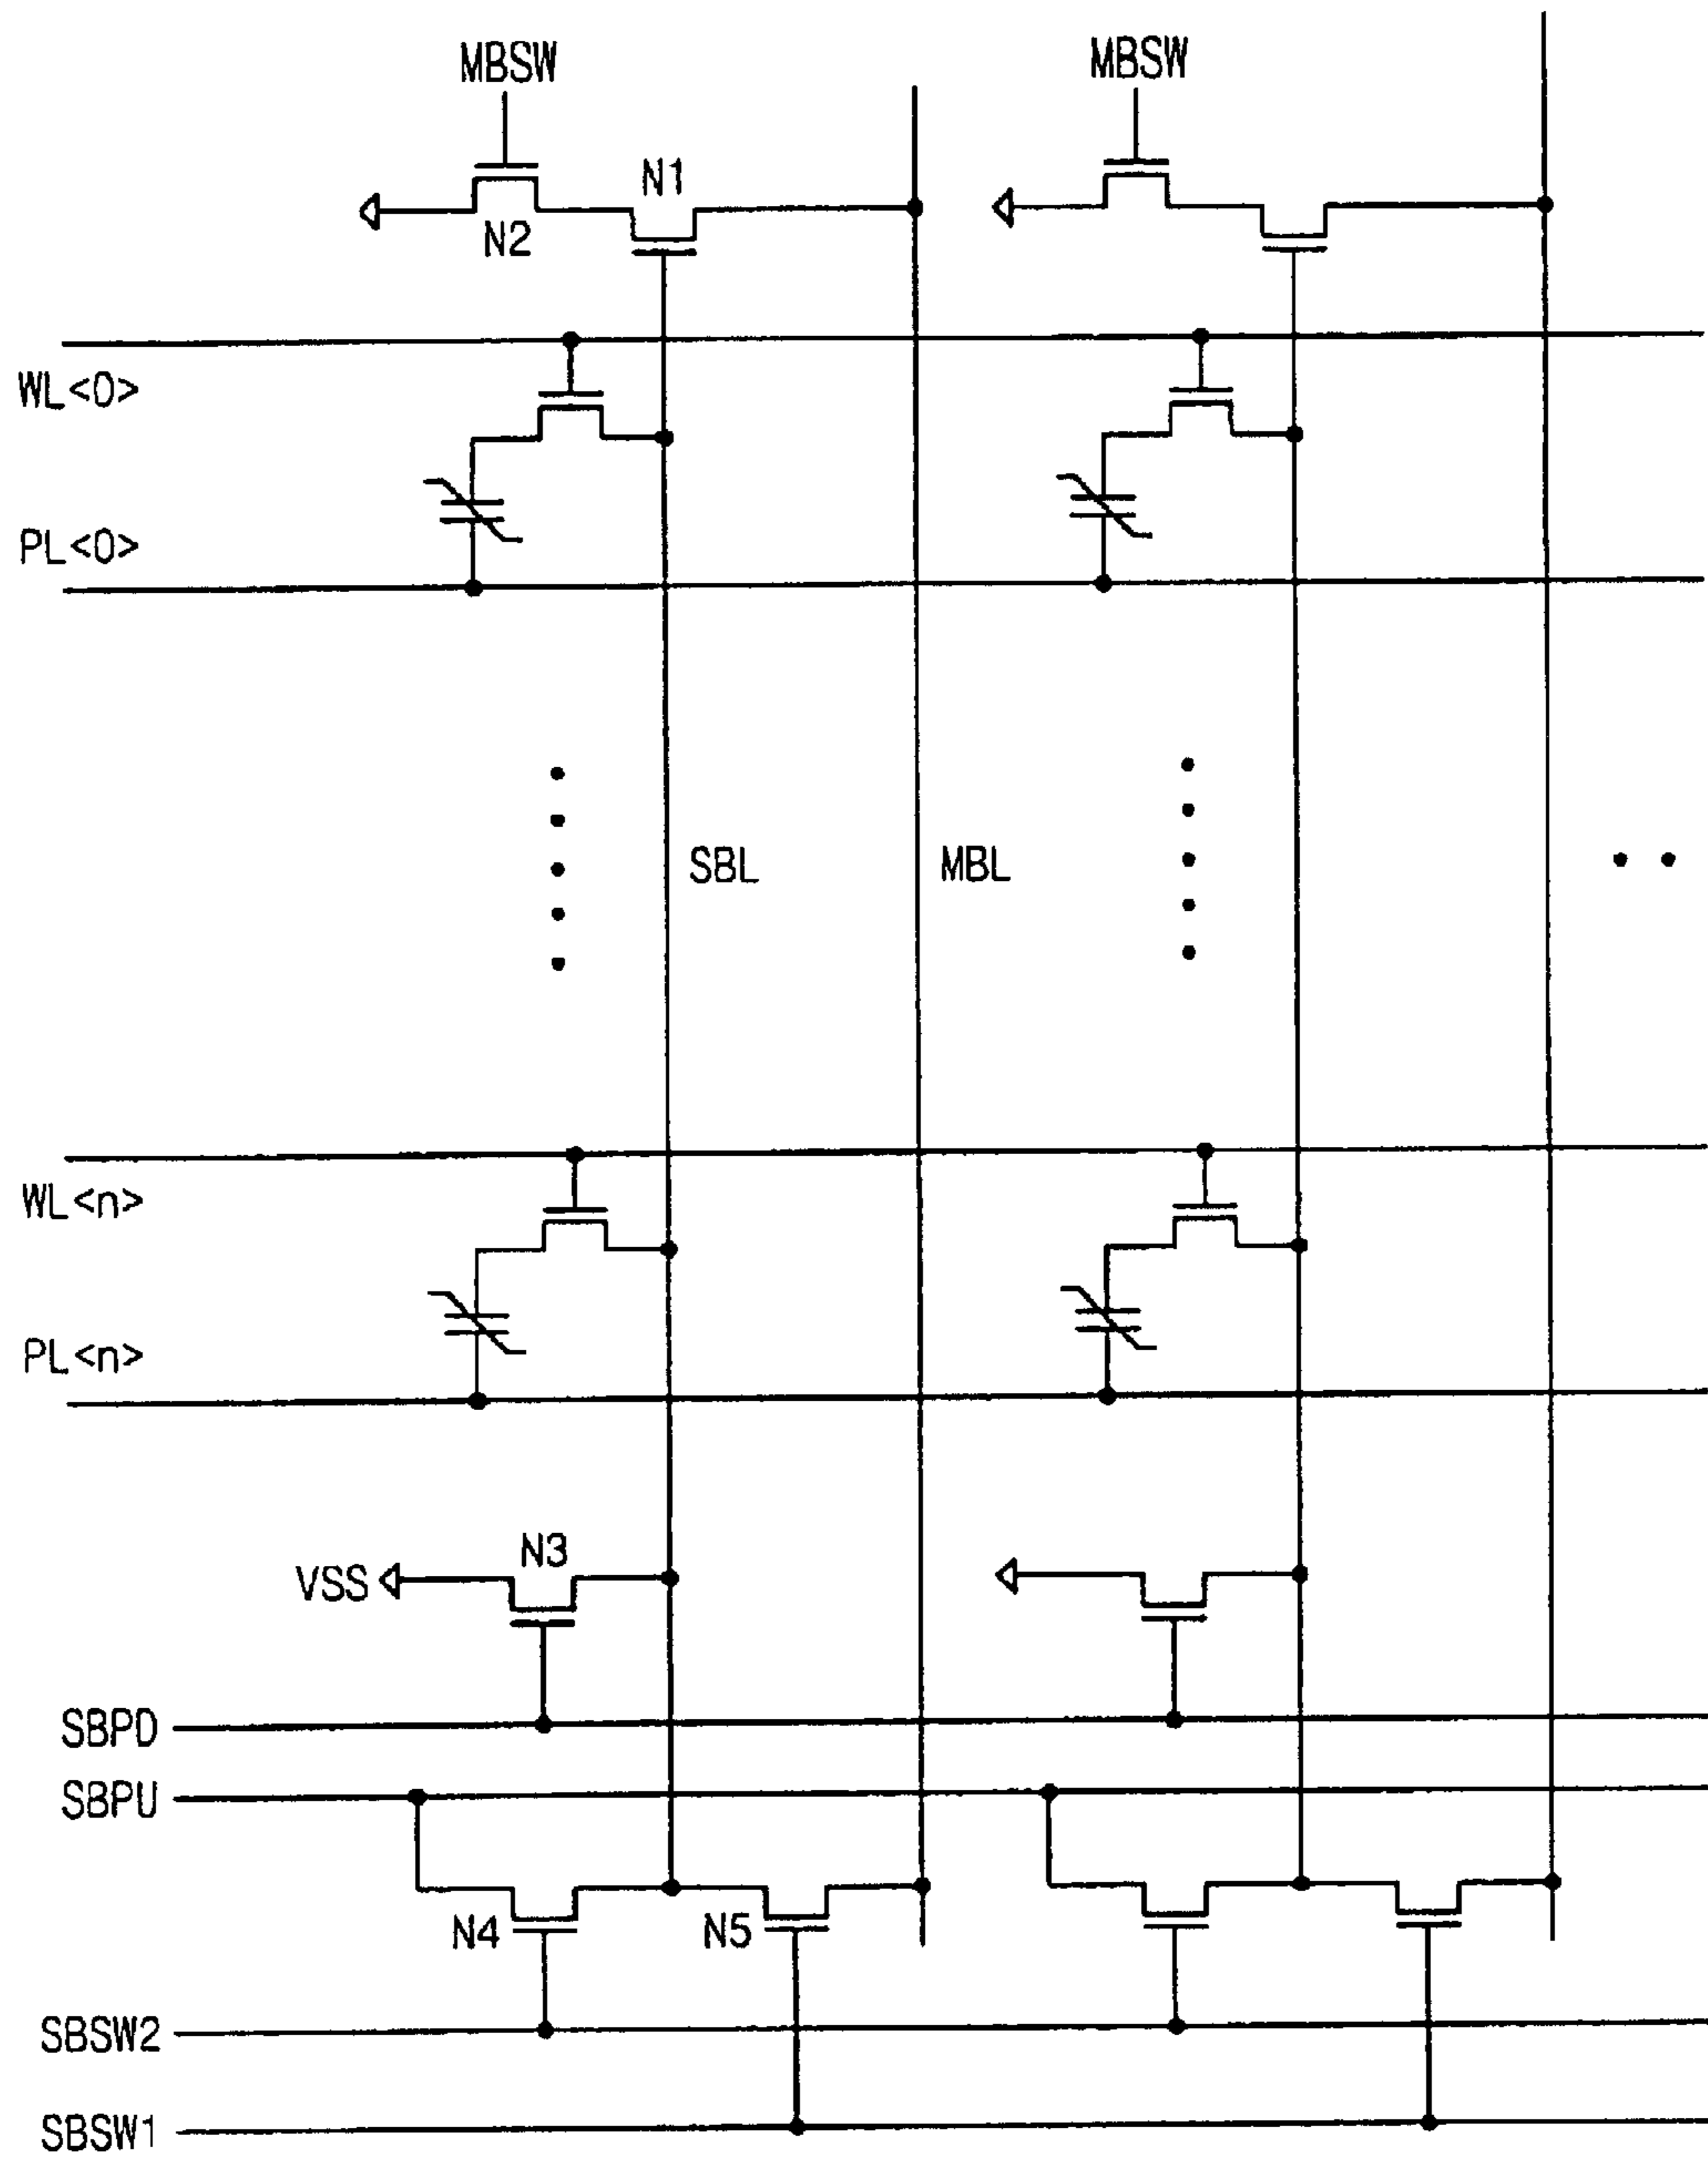 MBSW MBSW
N1
N2
WL<0>
PL<0>
SBL MBL
WL<n>
PL<n>
N3
VSS
SBPD
SBPU
N4 N5
SBSW2
SBSW1